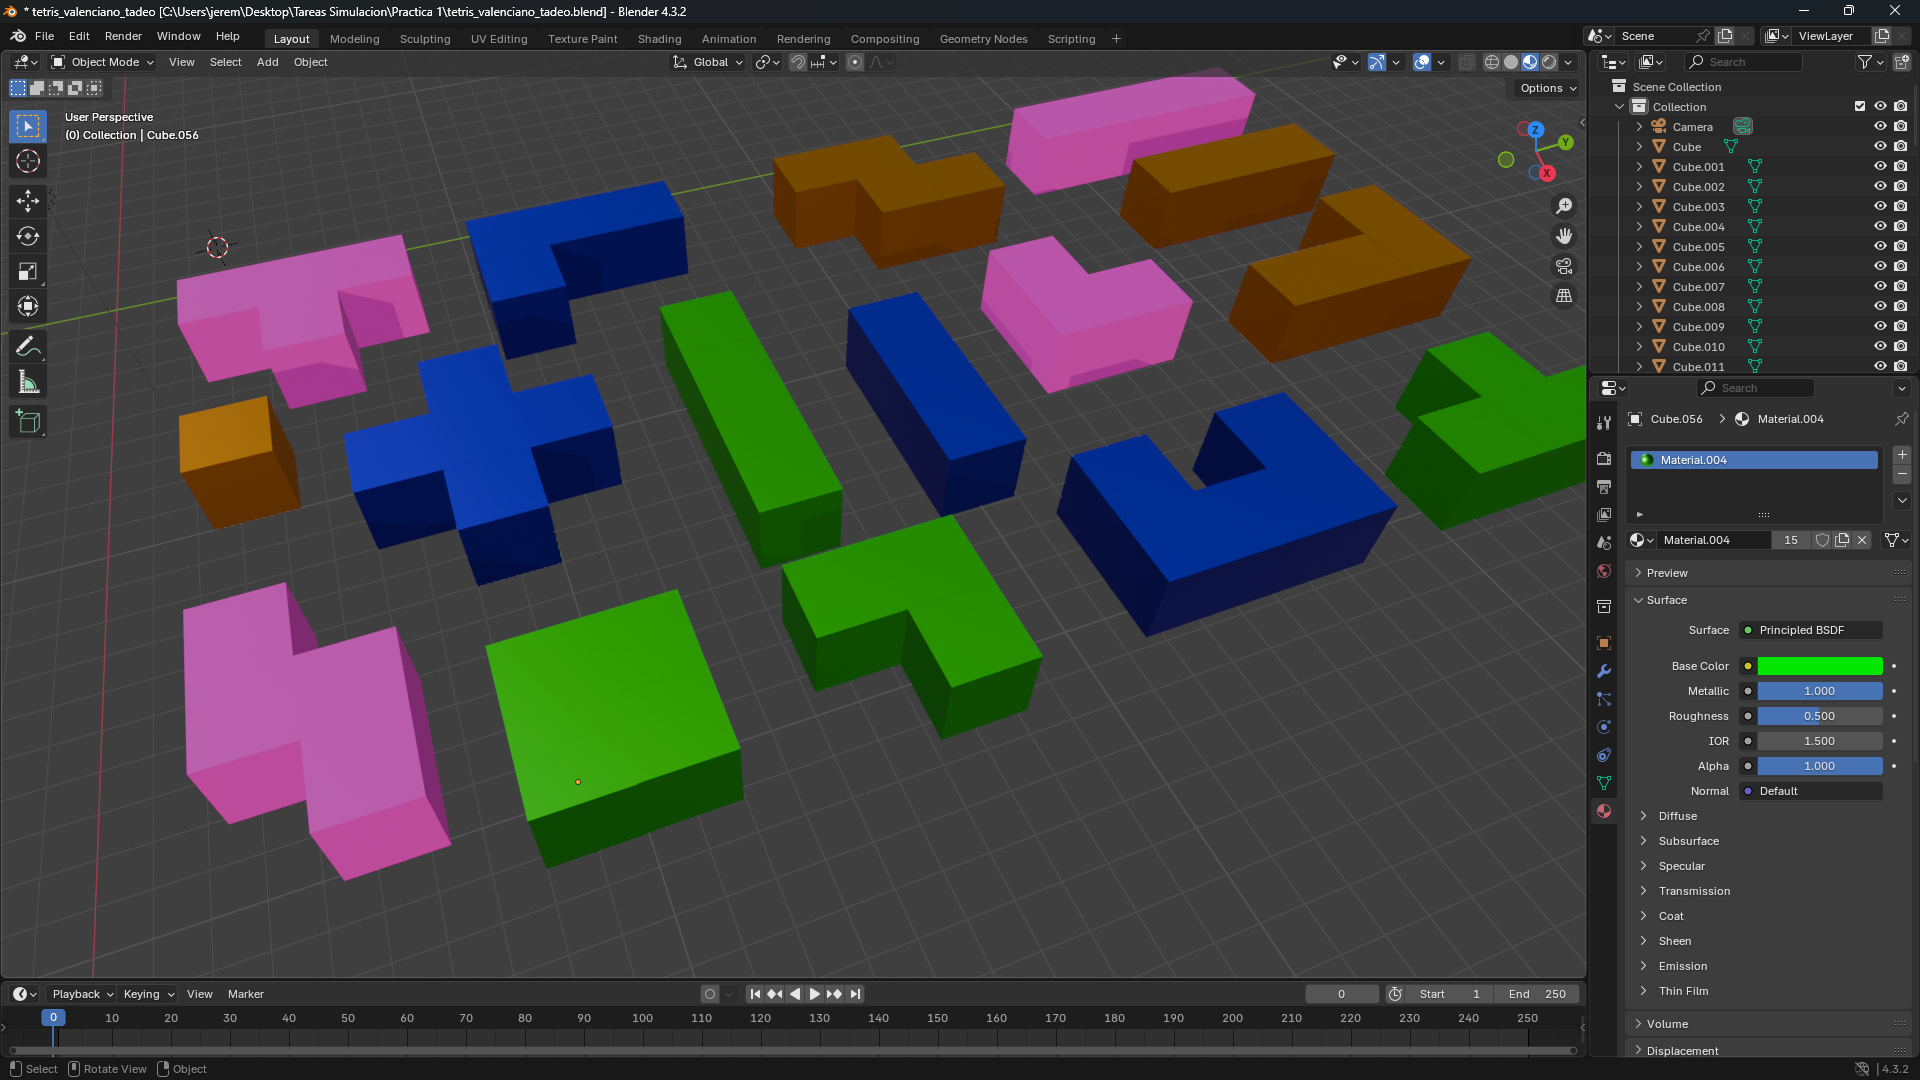 * tetris_valenciano_tadeo [C:\Users\jerem\Desktop\Tareas Simulacion\Practica 1\tetris_valenciano_tadeo.blend] - Blender 4.3.2
File Edit Render Window Help
Layout Modeling Sculpting UV Editing Texture Paint Shading Animation Rendering Compositing Geometry Nodes Scripting +
Scene
ViewLayer
Object Mode View Select Add Object
Global
Options
User Perspective
(0) Collection | Cube.056
Z
Y
X
Search
Scene Collection
Collection
Camera
Cube
Cube.001
Cube.002
Cube.003
Cube.004
Cube.005
Cube.006
Cube.007
Cube.008
Cube.009
Cube.010
Cube.011
Search
Cube.056 > Material.004
Material.004
Material.004 15
Preview
Surface
Surface Principled BSDF
Base Color
Metallic 1.000
Roughness 0.500
IOR 1.500
Alpha 1.000
Normal Default
Diffuse
Subsurface
Specular
Transmission
Coat
Sheen
Emission
Thin Film
Volume
Displacement
Playback Keying View Marker
0
Start 1
End 250
0 10 20 30 40 50 60 70 80 90 100 110 120 130 140 150 160 170 180 190 200 210 220 230 240 250
Select Rotate View Object
4.3.2